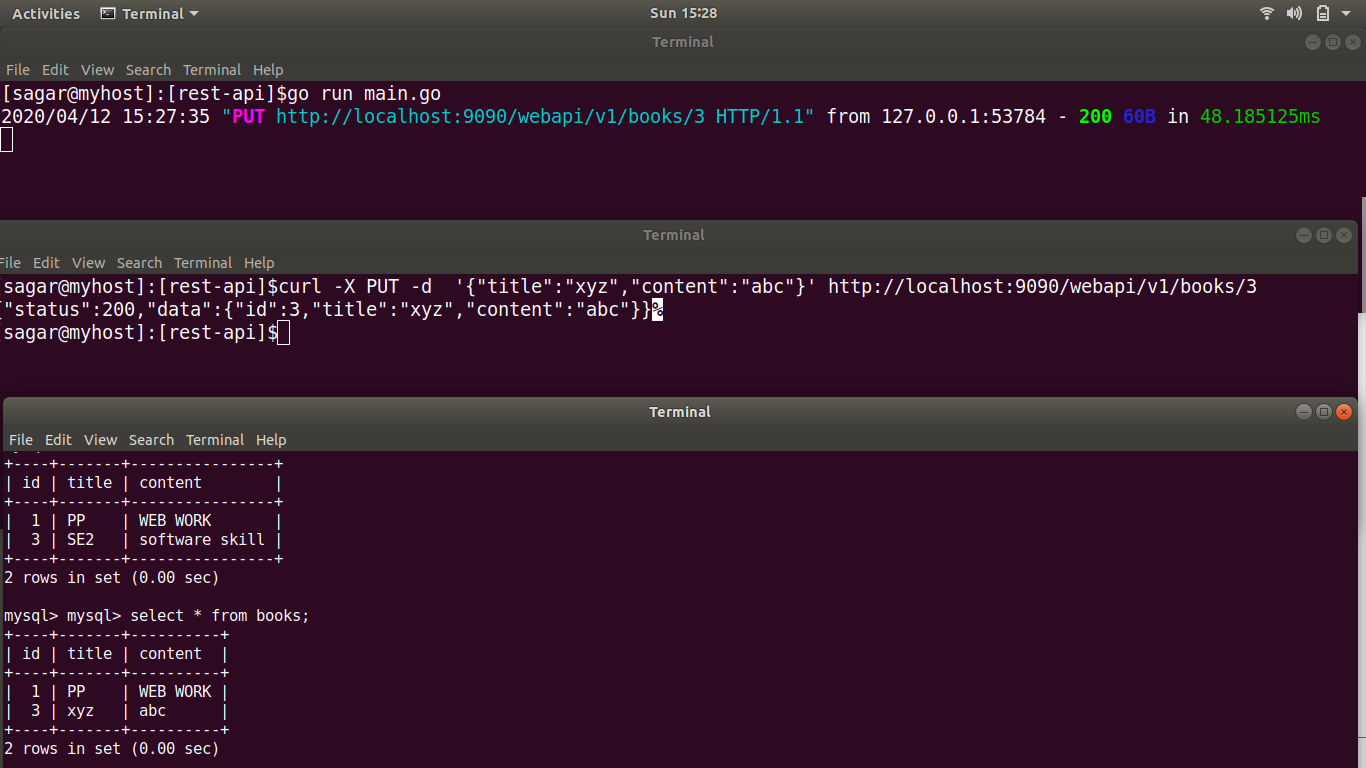 Activities Terminal Sun 15:28
Terminal
File Edit View Search Terminal Help
[sagar@myhost]:[rest-api]$go run main.go
2020/04/12 15:27:35 "PUT http://localhost:9090/webapi/v1/books/3 HTTP/1.1" from 127.0.0.1:53784 - 200 60B in 48.185125ms
Terminal
File Edit View Search Terminal Help
[sagar@myhost]:[rest-api]$curl -X PUT -d  '{"title":"xyz","content":"abc"}' http://localhost:9090/webapi/v1/books/3
{"status":200,"data":{"id":3,"title":"xyz","content":"abc"}}%
[sagar@myhost]:[rest-api]$
Terminal
File Edit View Search Terminal Help
+----+-------+----------------+
| id | title | content        |
+----+-------+----------------+
|  1 | PP    | WEB WORK       |
|  3 | SE2   | software skill |
+----+-------+----------------+
2 rows in set (0.00 sec)
mysql> mysql> select * from books;
+----+-------+----------+
| id | title | content  |
+----+-------+----------+
|  1 | PP    | WEB WORK |
|  3 | xyz   | abc      |
+----+-------+----------+
2 rows in set (0.00 sec)